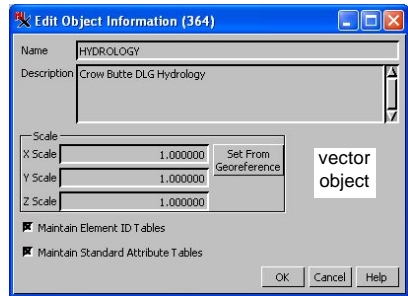 Edit Object Information (364)
Name HYDROLOGY
Description Crow Butte DLG Hydrology
Scale
X Scale 1.000000 Set From Georeference
Y Scale 1.000000
Z Scale 1.000000
vector
object
Maintain Element ID Tables
Maintain Standard Attribute Tables
OK Cancel Help